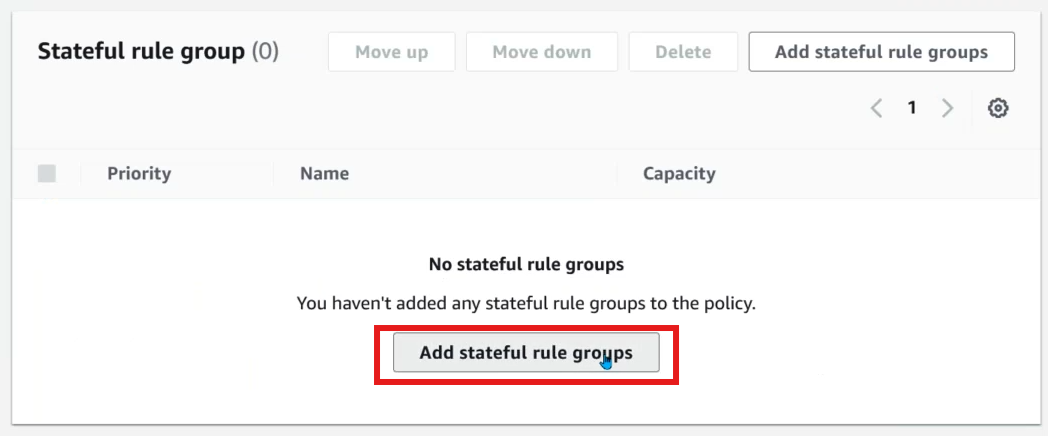 Stateful rule group (0) Move up Move down Delete Add stateful rule groups
1
Priority Name Capacity
No stateful rule groups
You haven't added any stateful rule groups to the policy.
Add stateful rule groups